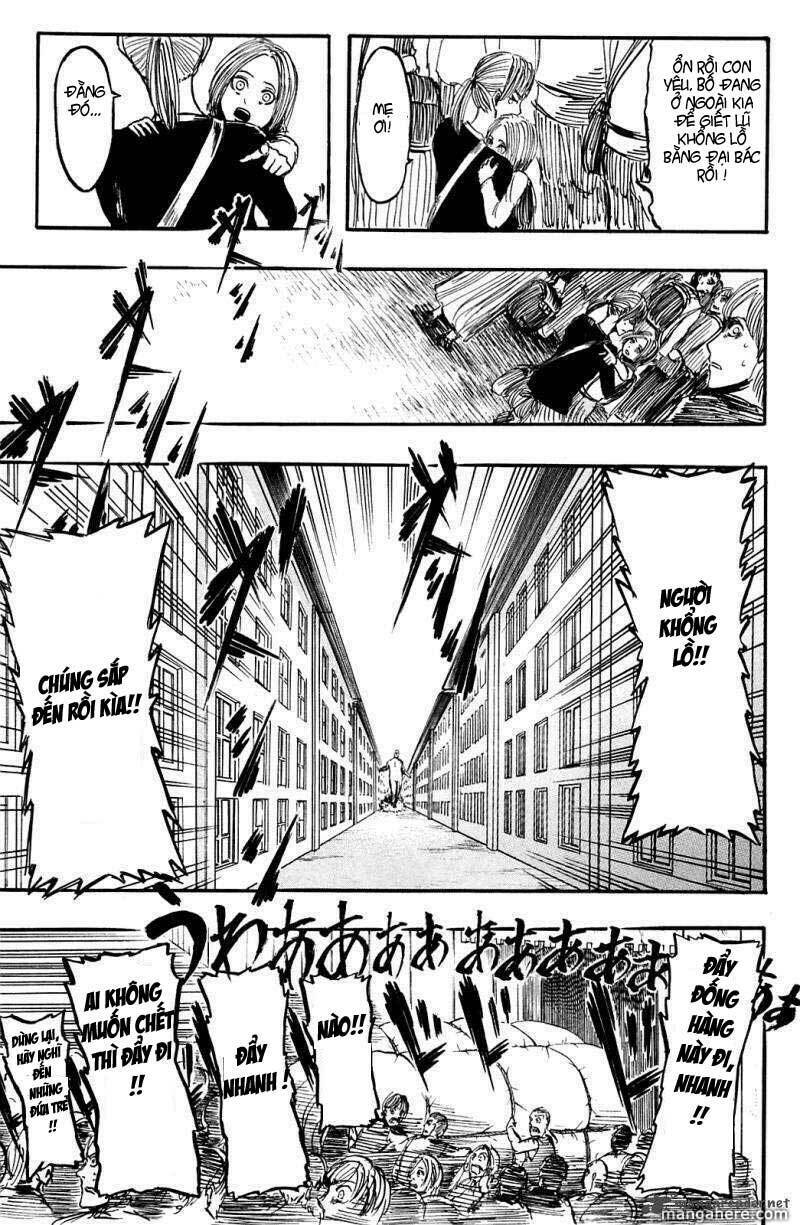 ỔN RỒI CON
YÊU, BỐ ĐANG
Ở NGOÀI KIA
ĐỂ GIẾT LŨ
KHỔNG LỒ
BẰNG ĐẠI BÁC
RỒI !
MẸ
ƠI!
ĐẰNG
ĐÓ...
NGƯỜI
KHỔNG
LỒ!!
CHÚNG SẮP
ĐẾN RỒI KÌA!!
うわあああああああああ
ĐẨY
ĐỐNG
HÀNG
NÀY ĐI,
NHANH
!!
NÀO!!
ĐẨY
NHANH !
AI KHÔNG
MUỐN CHẾT
THÌ ĐẨY ĐI
!!
DỪNG LẠI,
HÃY NGHĨ
ĐẾN
NHỮNG
ĐỨA TRẺ
mangahere.com